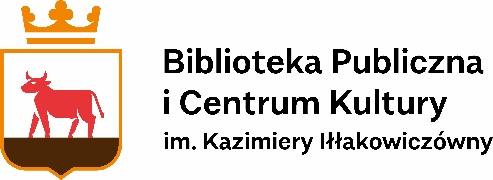 Biblioteka Publiczna
i Centrum Kultury
im. Kazimiery Iłłakowiczówny